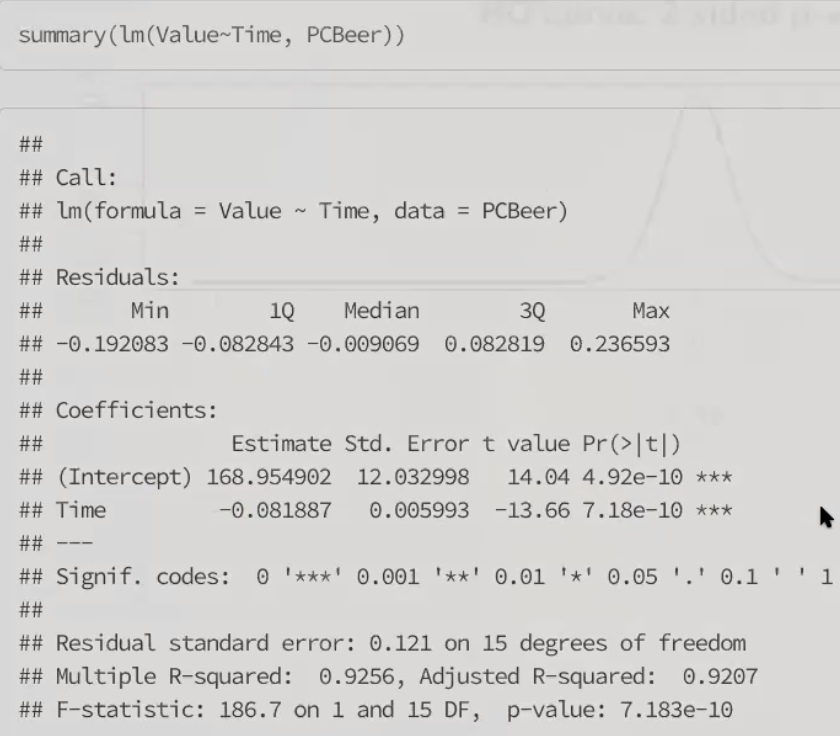 summary(lm(Value~Time, PCBeer))
##
## Call:
## lm(formula = Value ~ Time, data = PCBeer)
##
## Residuals:
##       Min        1Q    Median        3Q       Max
## -0.192083 -0.082843 -0.009069  0.082819  0.236593
##
## Coefficients:
##               Estimate Std. Error t value Pr(>|t|)
## (Intercept) 168.954902  12.032998   14.04 4.92e-10 ***
## Time         -0.081887   0.005993  -13.66 7.18e-10 ***
## ---
## Signif. codes:  0 '***' 0.001 '**' 0.01 '*' 0.05 '.' 0.1 ' ' 1
##
## Residual standard error: 0.121 on 15 degrees of freedom
## Multiple R-squared:  0.9256, Adjusted R-squared:  0.9207
## F-statistic: 186.7 on 1 and 15 DF,  p-value: 7.183e-10